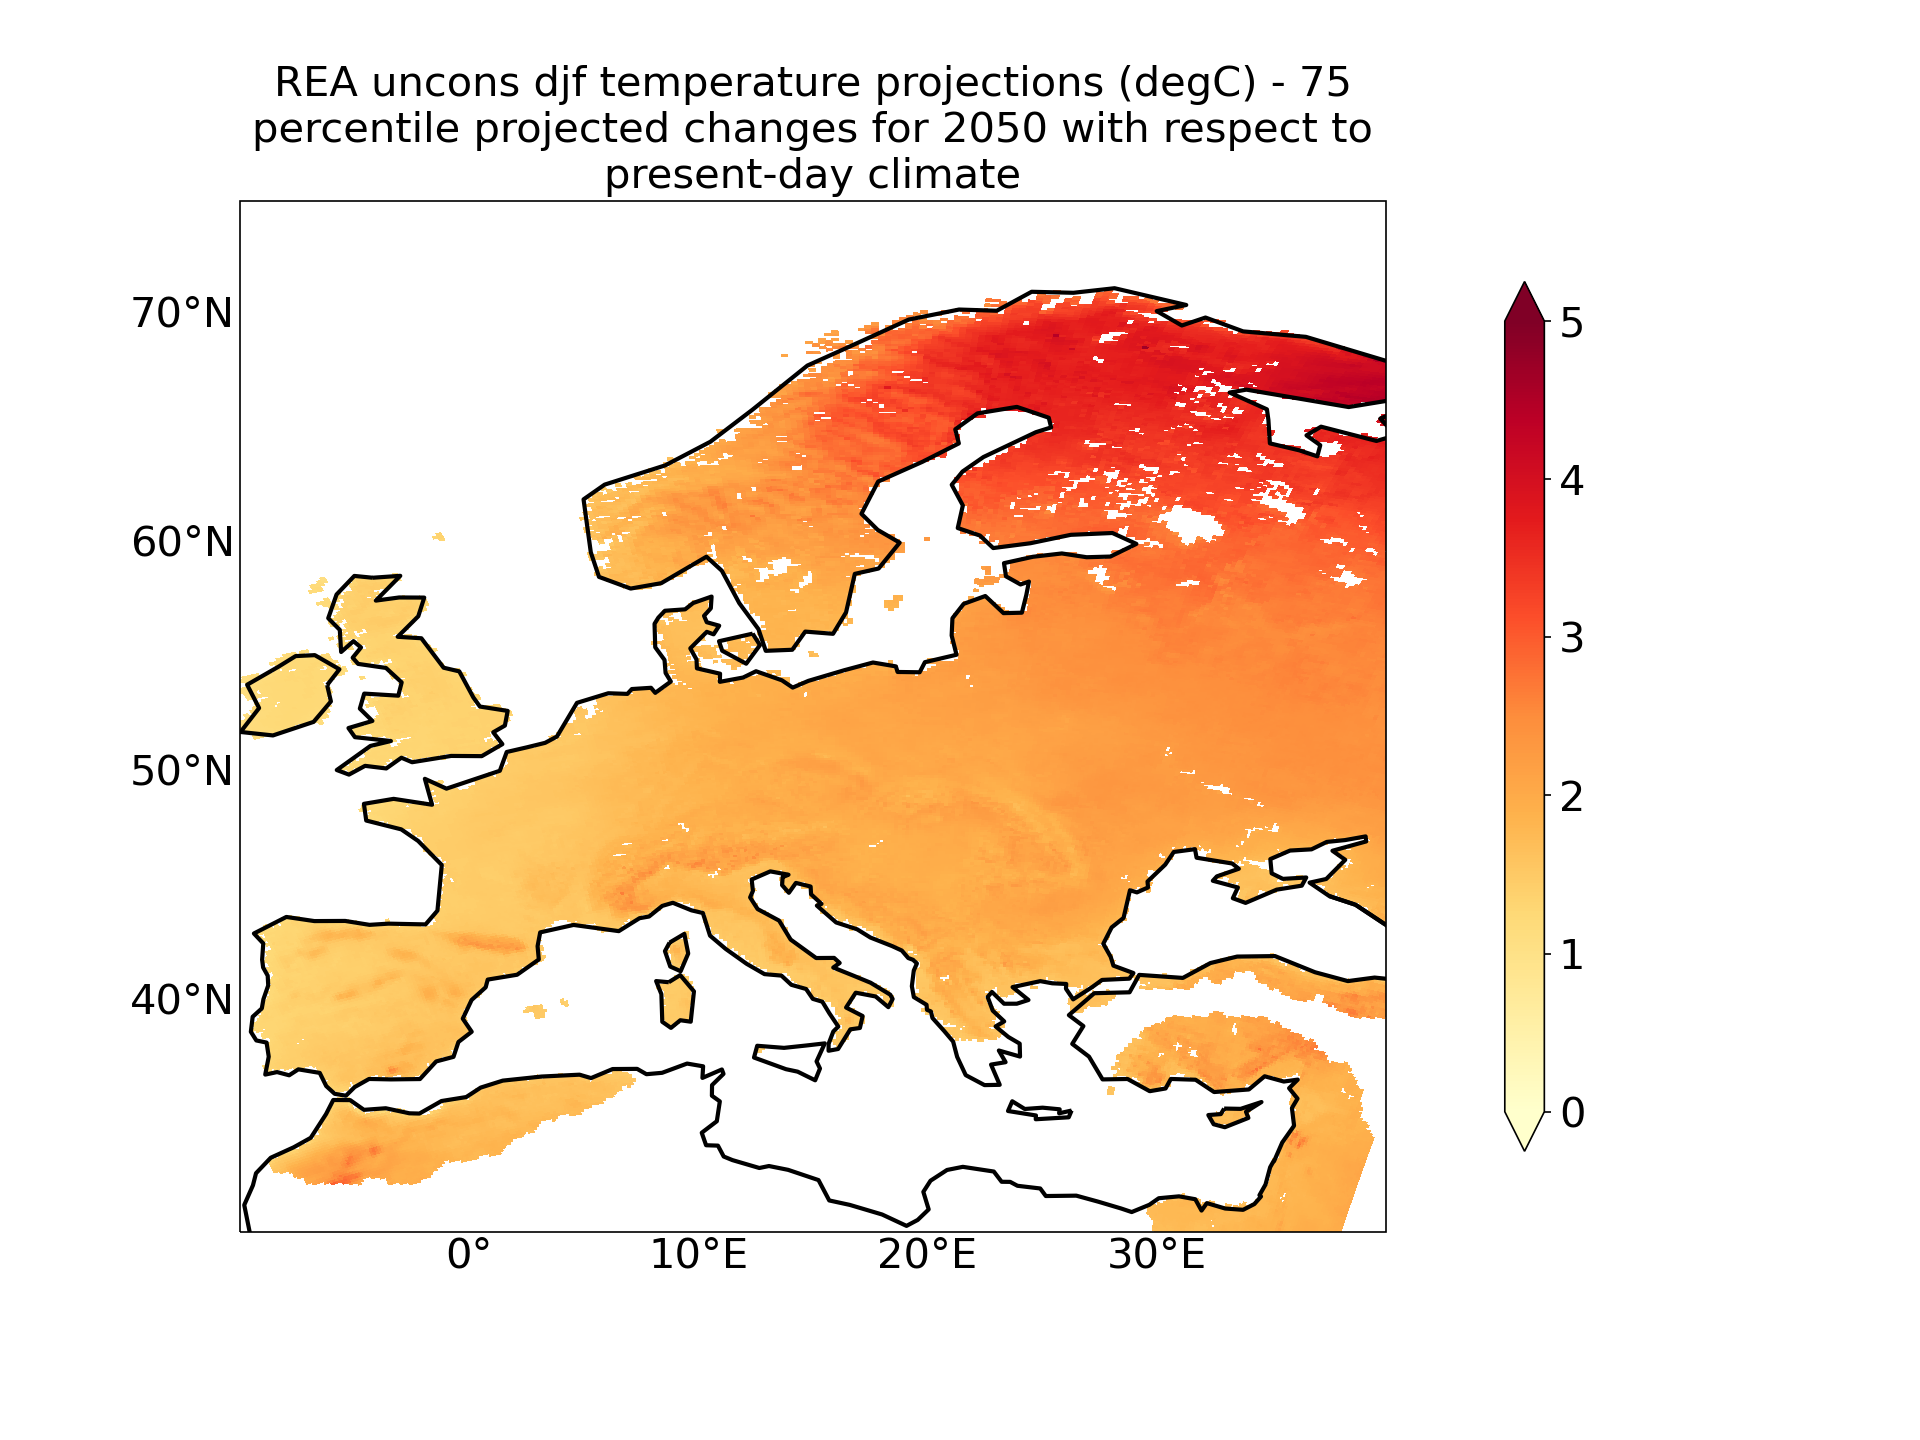 REA uncons djf temperature projections (degC) - 75
percentile projected changes for 2050 with respect to
present-day climate
70°N
60°N
50°N
40°N
0°
10°E
20°E
30°E
5
4
3
2
1
0